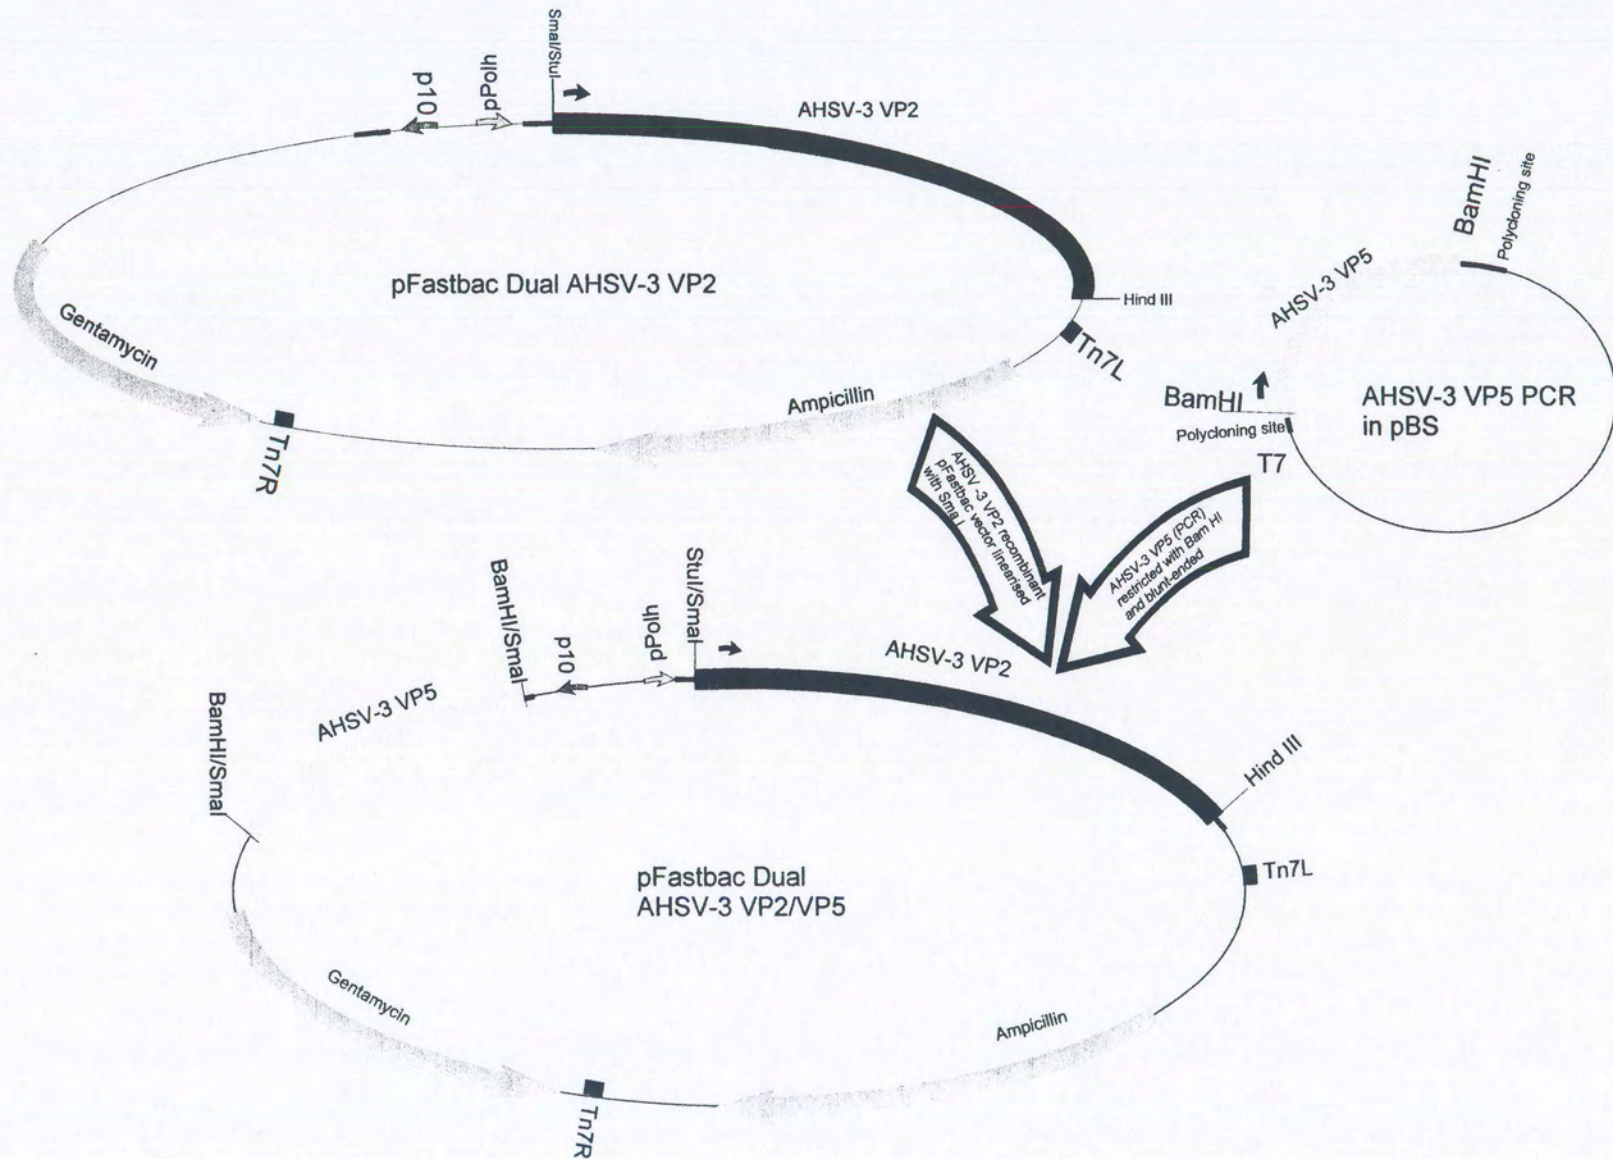 SmaI/StuI
pPolh
p10
AHSV-3 VP2
pFastbac Dual AHSV-3 VP2
Hind III
Tn7L
Gentamycin
Ampicillin
Tn7R
BamHI
Polycloning site
AHSV-3 VP5
BamHI
Polycloning site
T7
AHSV-3 VP5 PCR
in pBS
AHSV-3 VP2 recombinant
pFastbac vector linearised
with Sma I
AHSV-3 VP5 (PCR)
restricted with Bam HI
and blunt-ended
BamHI/SmaI
AHSV-3 VP5
BamHI/SmaI
p10
pPolh
StuI/SmaI
AHSV-3 VP2
Hind III
Tn7L
pFastbac Dual
AHSV-3 VP2/VP5
Gentamycin
Ampicillin
Tn7R